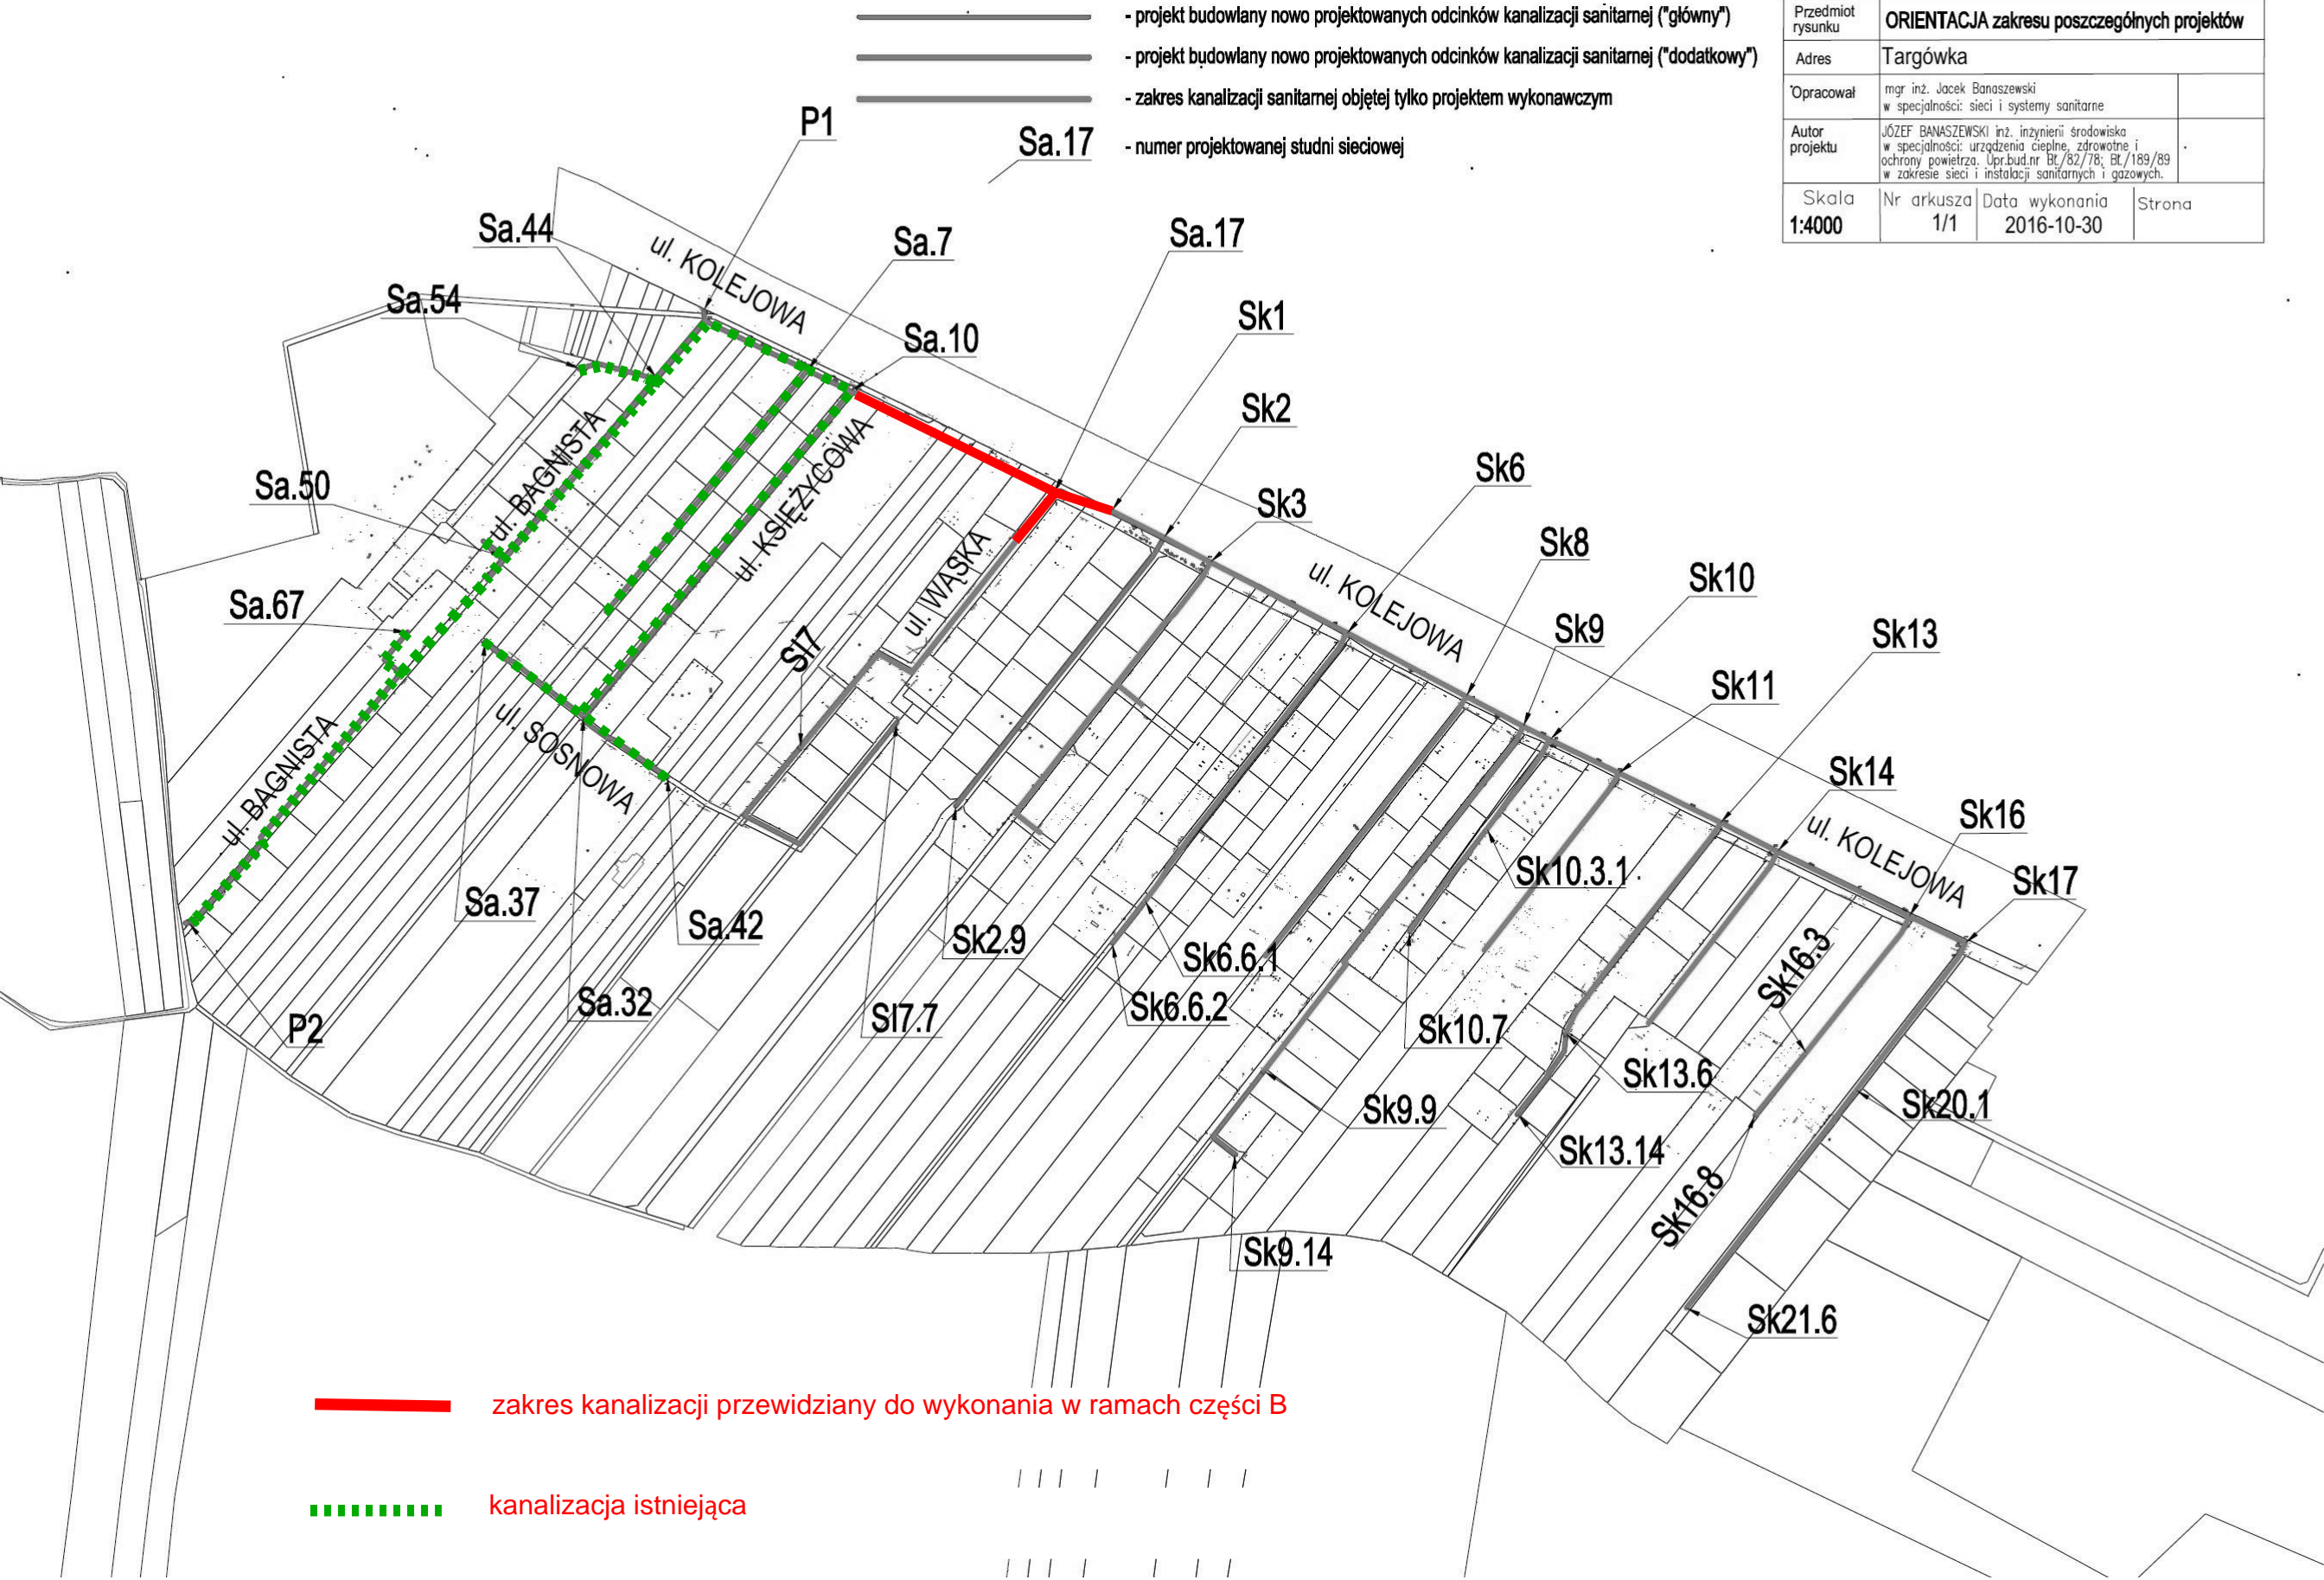 - projekt budowlany nowo projektowanych odcinków kanalizacji sanitarnej ("główny")
- projekt budowlany nowo projektowanych odcinków kanalizacji sanitarnej ("dodatkowy")
- zakres kanalizacji sanitarnej objętej tylko projektem wykonawczym
Sa.17 - numer projektowanej studni sieciowej
Przedmiot rysunku
ORIENTACJA zakresu poszczególnych projektów
Adres
Targówka
Opracował
mgr inż. Jacek Banaszewski
w specjalności: sieci i systemy sanitarne
Autor projektu
JÓZEF BANASZEWSKI inż. inżynierii środowiska
w specjalności: urządzenia cieplne, zdrowotne i
ochrony powietrza. Upr.bud.nr Bł./82/78; Bł./189/89
w zakresie sieci i instalacji sanitarnych i gazowych.
Skala
1:4000
Nr arkusza
1/1
Data wykonania
2016-10-30
Strona
P1
Sa.44
Sa.7
Sa.17
ul. KOLEJOWA
Sa.54
Sa.10
Sk1
Sk2
ul. BAGNISTA
ul. KSIĘŻYCOWA
Sa.50
Sk3
Sk6
Sk8
ul. WĄSKA
ul. KOLEJOWA
Sk10
Sa.67
Sl7
Sk9
Sk13
Sk11
ul. SOSNOWA
ul. BAGNISTA
Sk14
Sk16
ul. KOLEJOWA
Sk10.3.1
Sk17
Sa.37
Sa.42
Sk2.9
Sk6.6.1
Sk16.3
Sa.32
Sl7.7
Sk6.6.2
P2
Sk10.7
Sk13.6
Sk9.9
Sk20.1
Sk13.14
Sk16.8
Sk9.14
Sk21.6
zakres kanalizacji przewidziany do wykonania w ramach części B
kanalizacja istniejąca